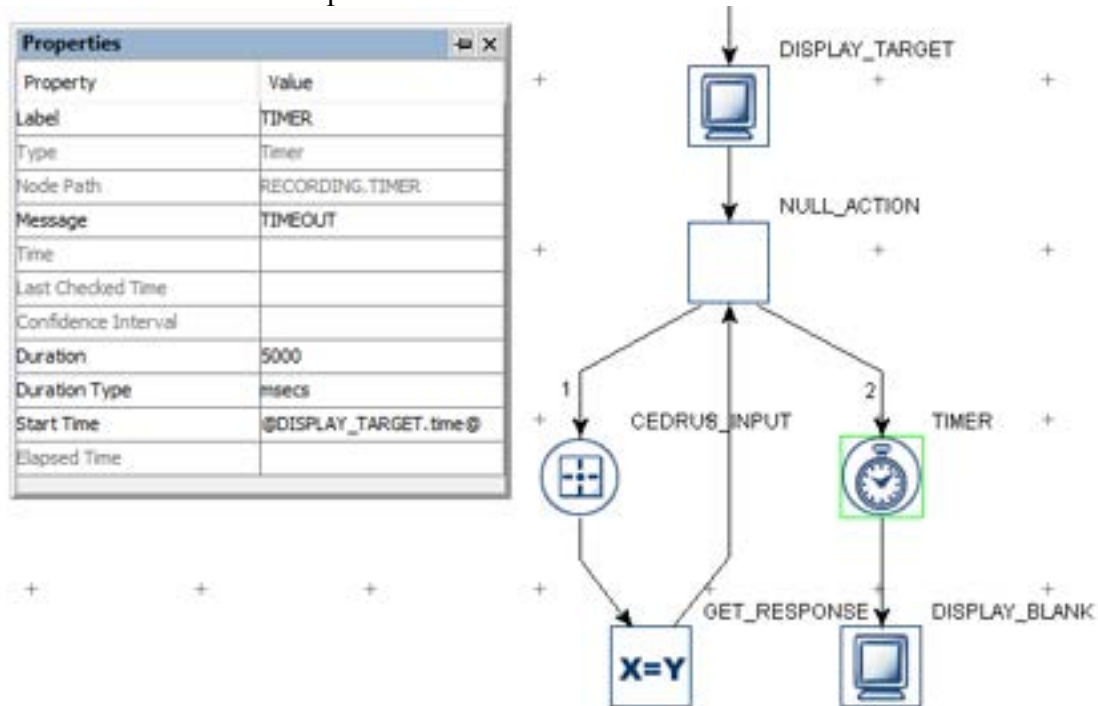 Properties
Property Value
Label TIMER
Type Timer
Node Path RECORDING.TIMER
Message TIMEOUT
Time
Last Checked Time
Confidence Interval
Duration 5000
Duration Type msecs
Start Time @DISPLAY_TARGET.time@
Elapsed Time
DISPLAY_TARGET
NULL_ACTION
1
2
CEDRUS_INPUT
TIMER
GET_RESPONSE
DISPLAY_BLANK
X=Y